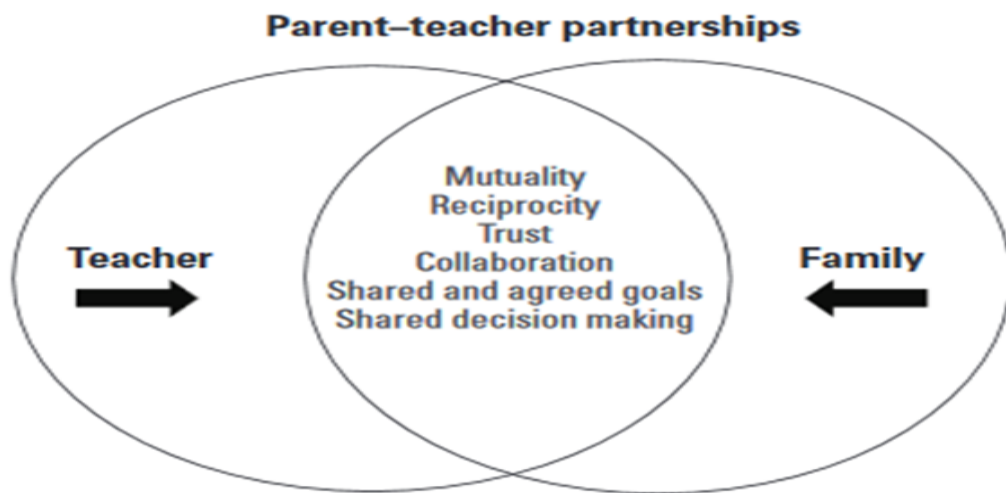 Parent–teacher partnerships
Mutuality
Reciprocity
Trust
Teacher
Collaboration
Family
Shared and agreed goals
Shared decision making